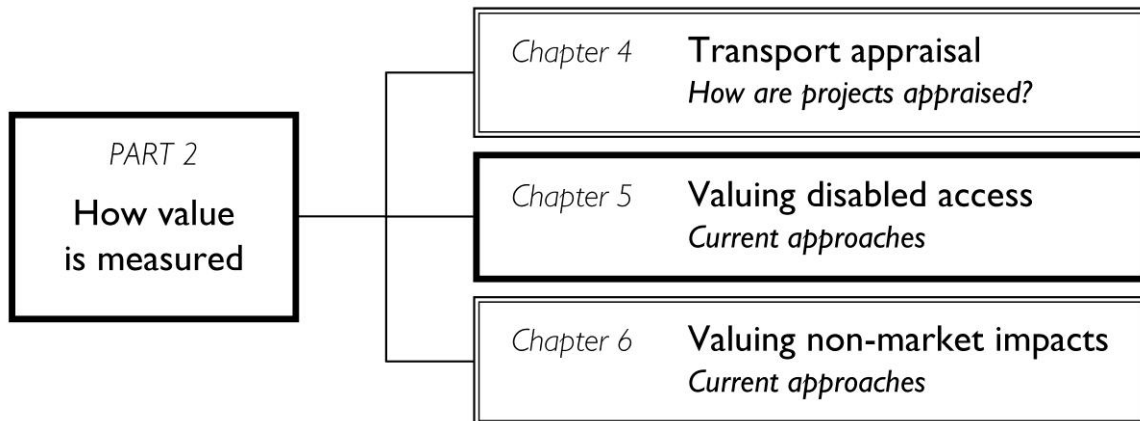 PART 2
How value
is measured
Chapter 4 Transport appraisal
How are projects appraised?
Chapter 5 Valuing disabled access
Current approaches
Chapter 6 Valuing non-market impacts
Current approaches